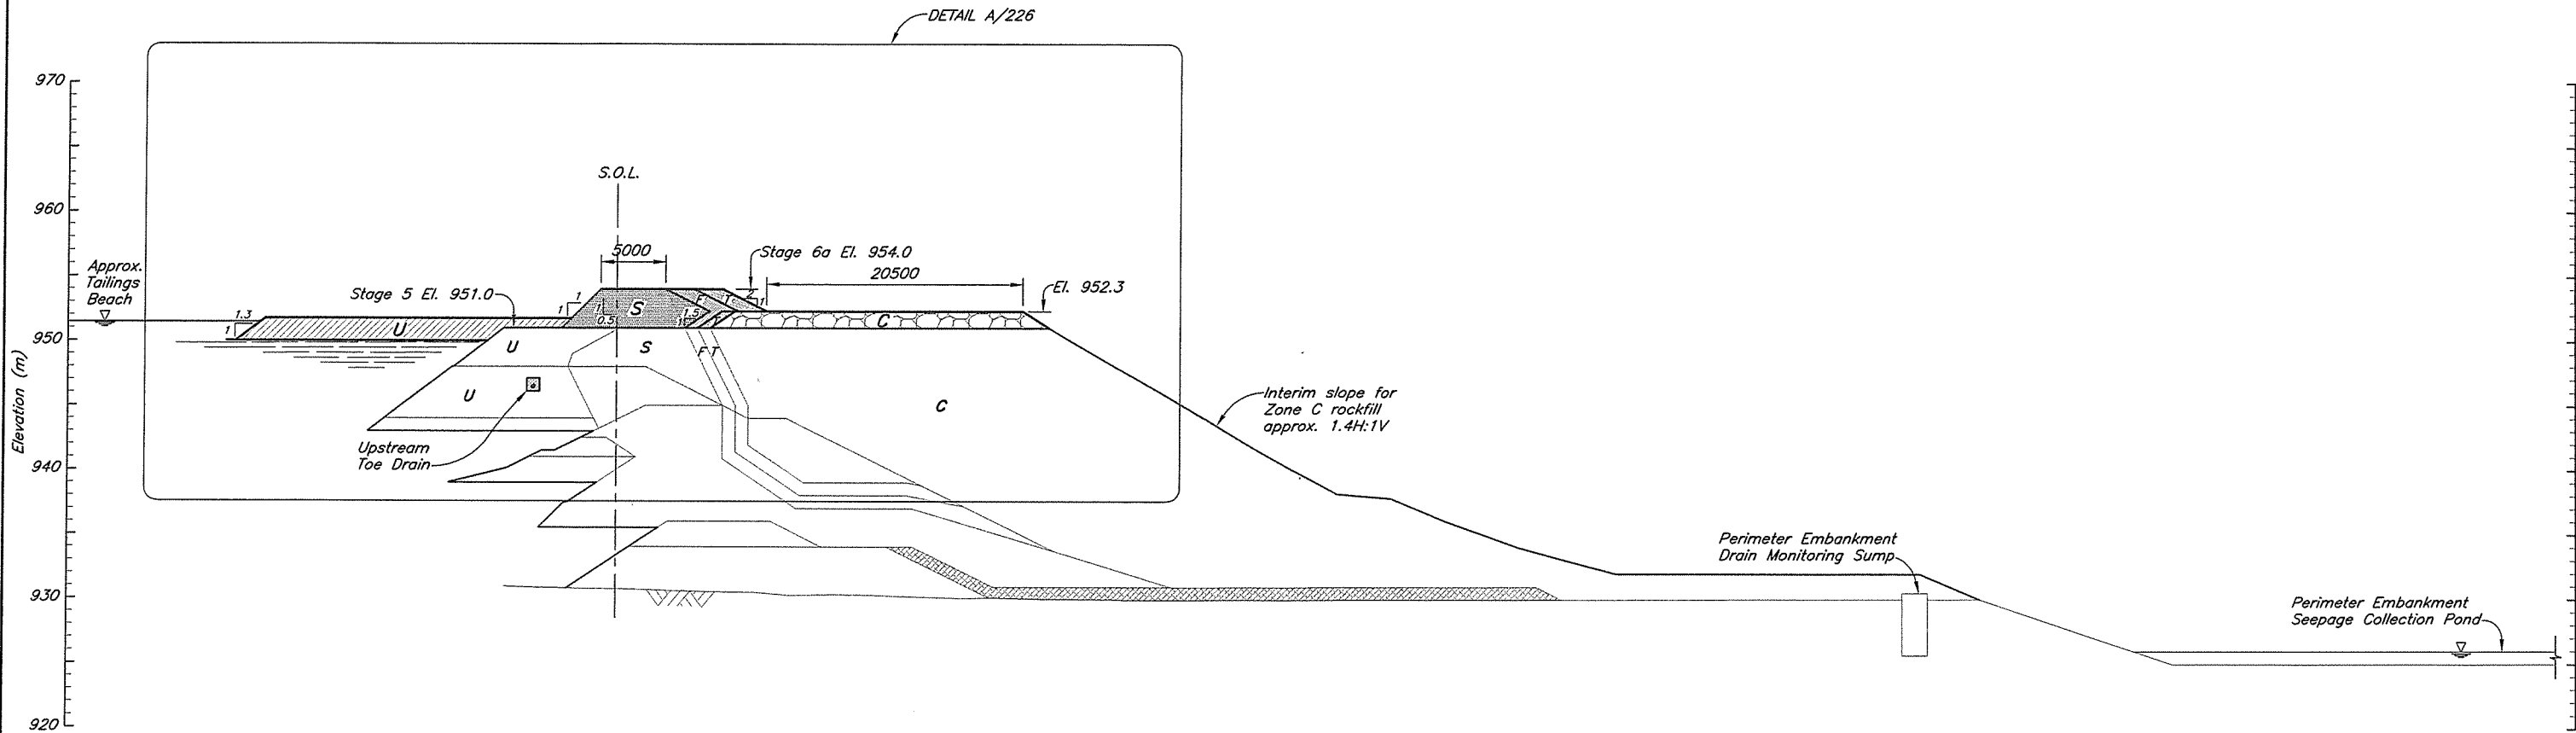 DETAIL A/226
970
S.O.L.
960
5000
Stage 6a El. 954.0
20500
Approx.
Tailings
Beach
Stage 5 El. 951.0
El. 952.3
1
1
1.3
1
U
1
0.5
S
F
T
2
1
1.5
1
T
C
950
U
S
F T
U
C
Elevation (m)
Interim slope for
Zone C rockfill
approx. 1.4H:1V
Upstream
Toe Drain
940
Perimeter Embankment
Drain Monitoring Sump
930
Perimeter Embankment
Seepage Collection Pond
920